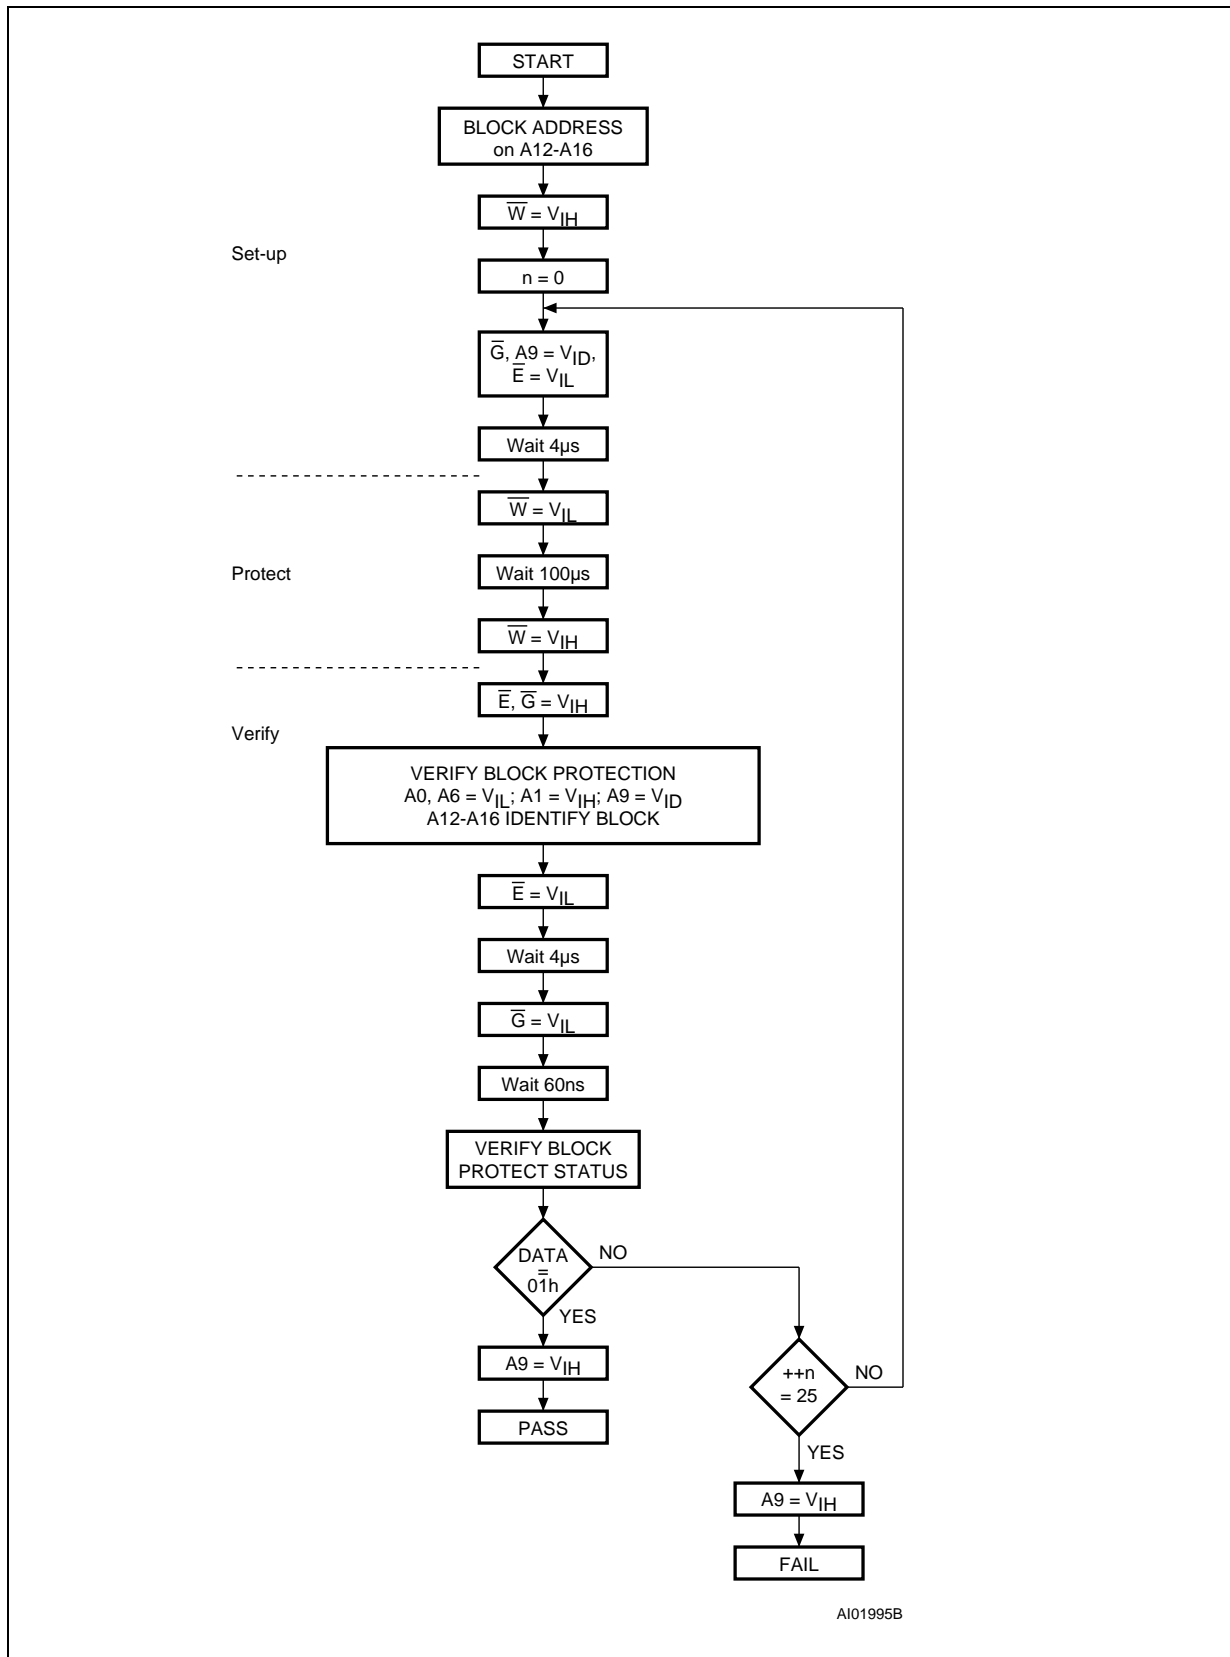 START
BLOCK ADDRESS
on A12-A16
W̅ = VIH
Set-up
n = 0
G̅, A9 = VID,
E̅ = VIL
Wait 4µs
W̅ = VIL
Protect
Wait 100µs
W̅ = VIH
E̅, G̅ = VIH
Verify
VERIFY BLOCK PROTECTION
A0, A6 = VIL; A1 = VIH; A9 = VID
A12-A16 IDENTIFY BLOCK
E̅ = VIL
Wait 4µs
G̅ = VIL
Wait 60ns
VERIFY BLOCK
PROTECT STATUS
DATA
=
01h
NO
YES
A9 = VIH
PASS
++n
= 25
NO
YES
A9 = VIH
FAIL
AI01995B